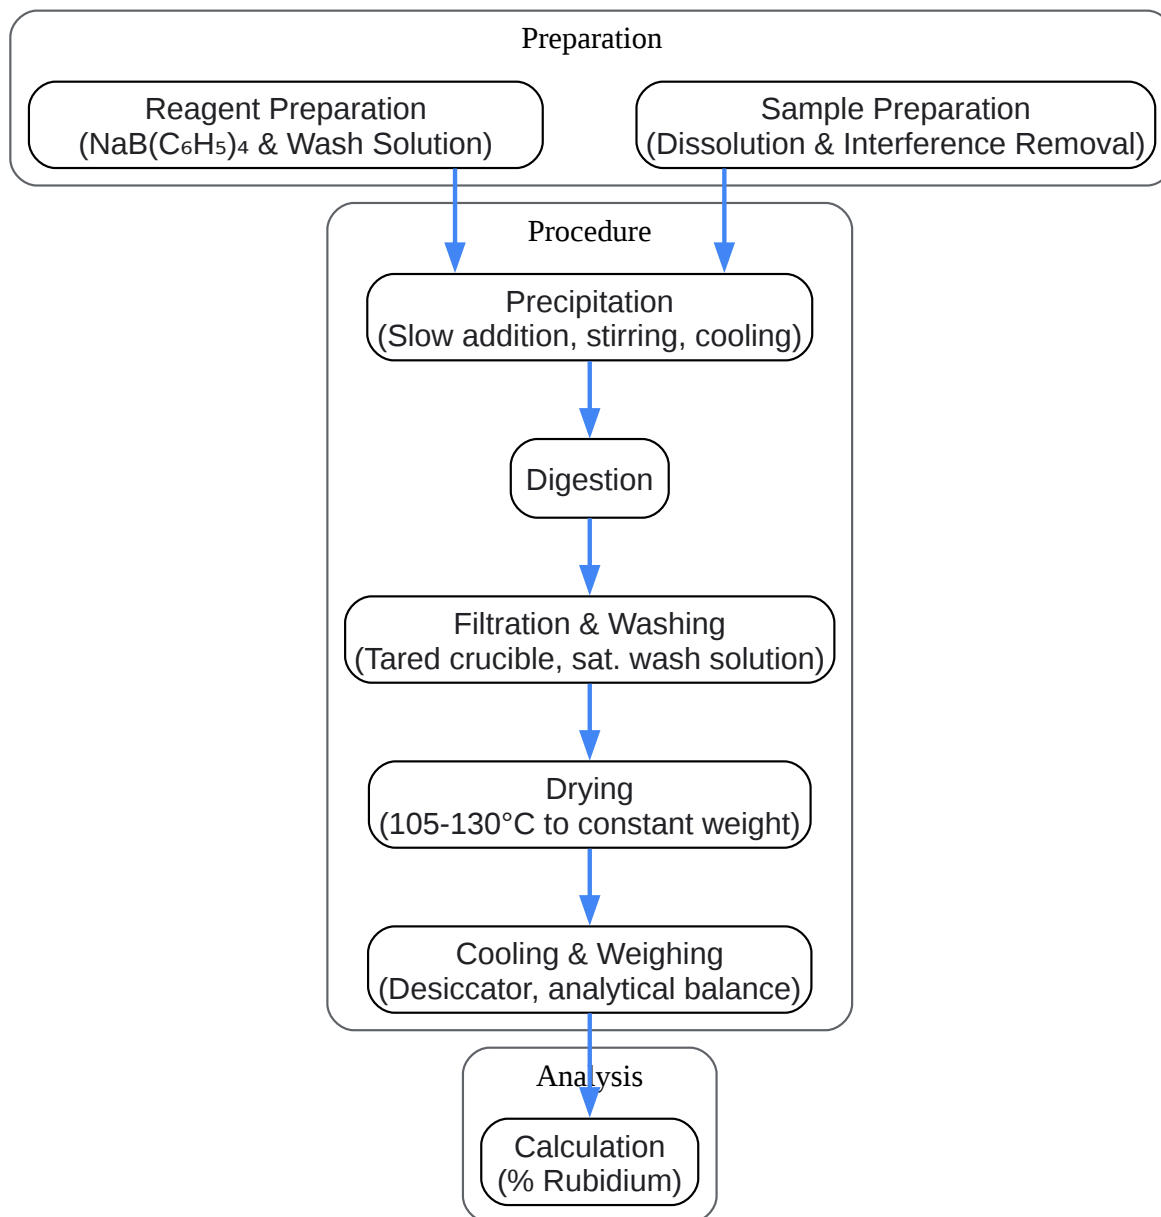 Preparation
Reagent Preparation
(NaB(C₆H₅)₄ & Wash Solution)
Sample Preparation
(Dissolution & Interference Removal)
Procedure
Precipitation
(Slow addition, stirring, cooling)
Digestion
Filtration & Washing
(Tared crucible, sat. wash solution)
Drying
(105-130°C to constant weight)
Cooling & Weighing
(Desiccator, analytical balance)
Analysis
Calculation
(% Rubidium)